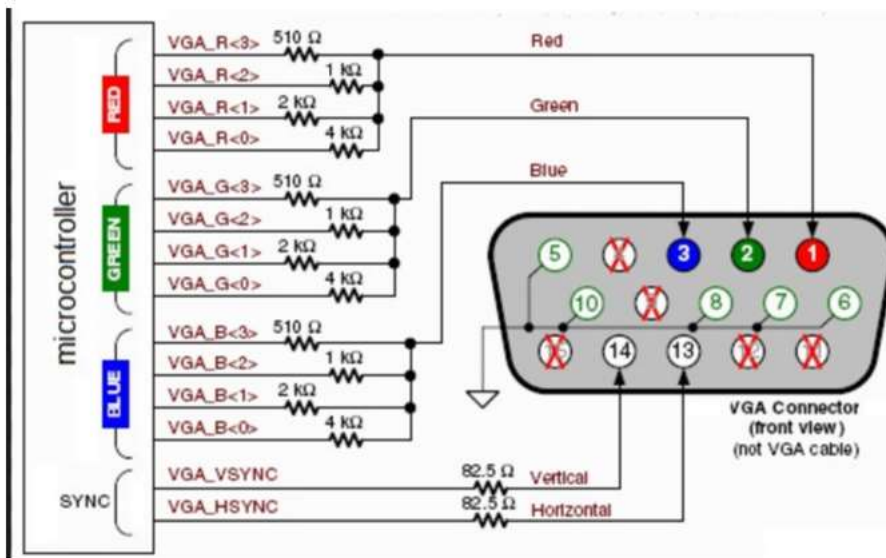 microcontroller
RED
VGA_R<3> 510 Ω
VGA_R<2> 1 kΩ
VGA_R<1> 2 kΩ
VGA_R<0> 4 kΩ
Red
GREEN
VGA_G<3> 510 Ω
VGA_G<2> 1 kΩ
VGA_G<1> 2 kΩ
VGA_G<0> 4 kΩ
Green
BLUE
VGA_B<3> 510 Ω
VGA_B<2> 1 kΩ
VGA_B<1> 2 kΩ
VGA_B<0> 4 kΩ
Blue
SYNC
VGA_VSYNC 82.5 Ω Vertical
VGA_HSYNC 82.5 Ω Horizontal
5 3 2 1
10 8 7 6
14 13
VGA Connector
(front view)
(not VGA cable)